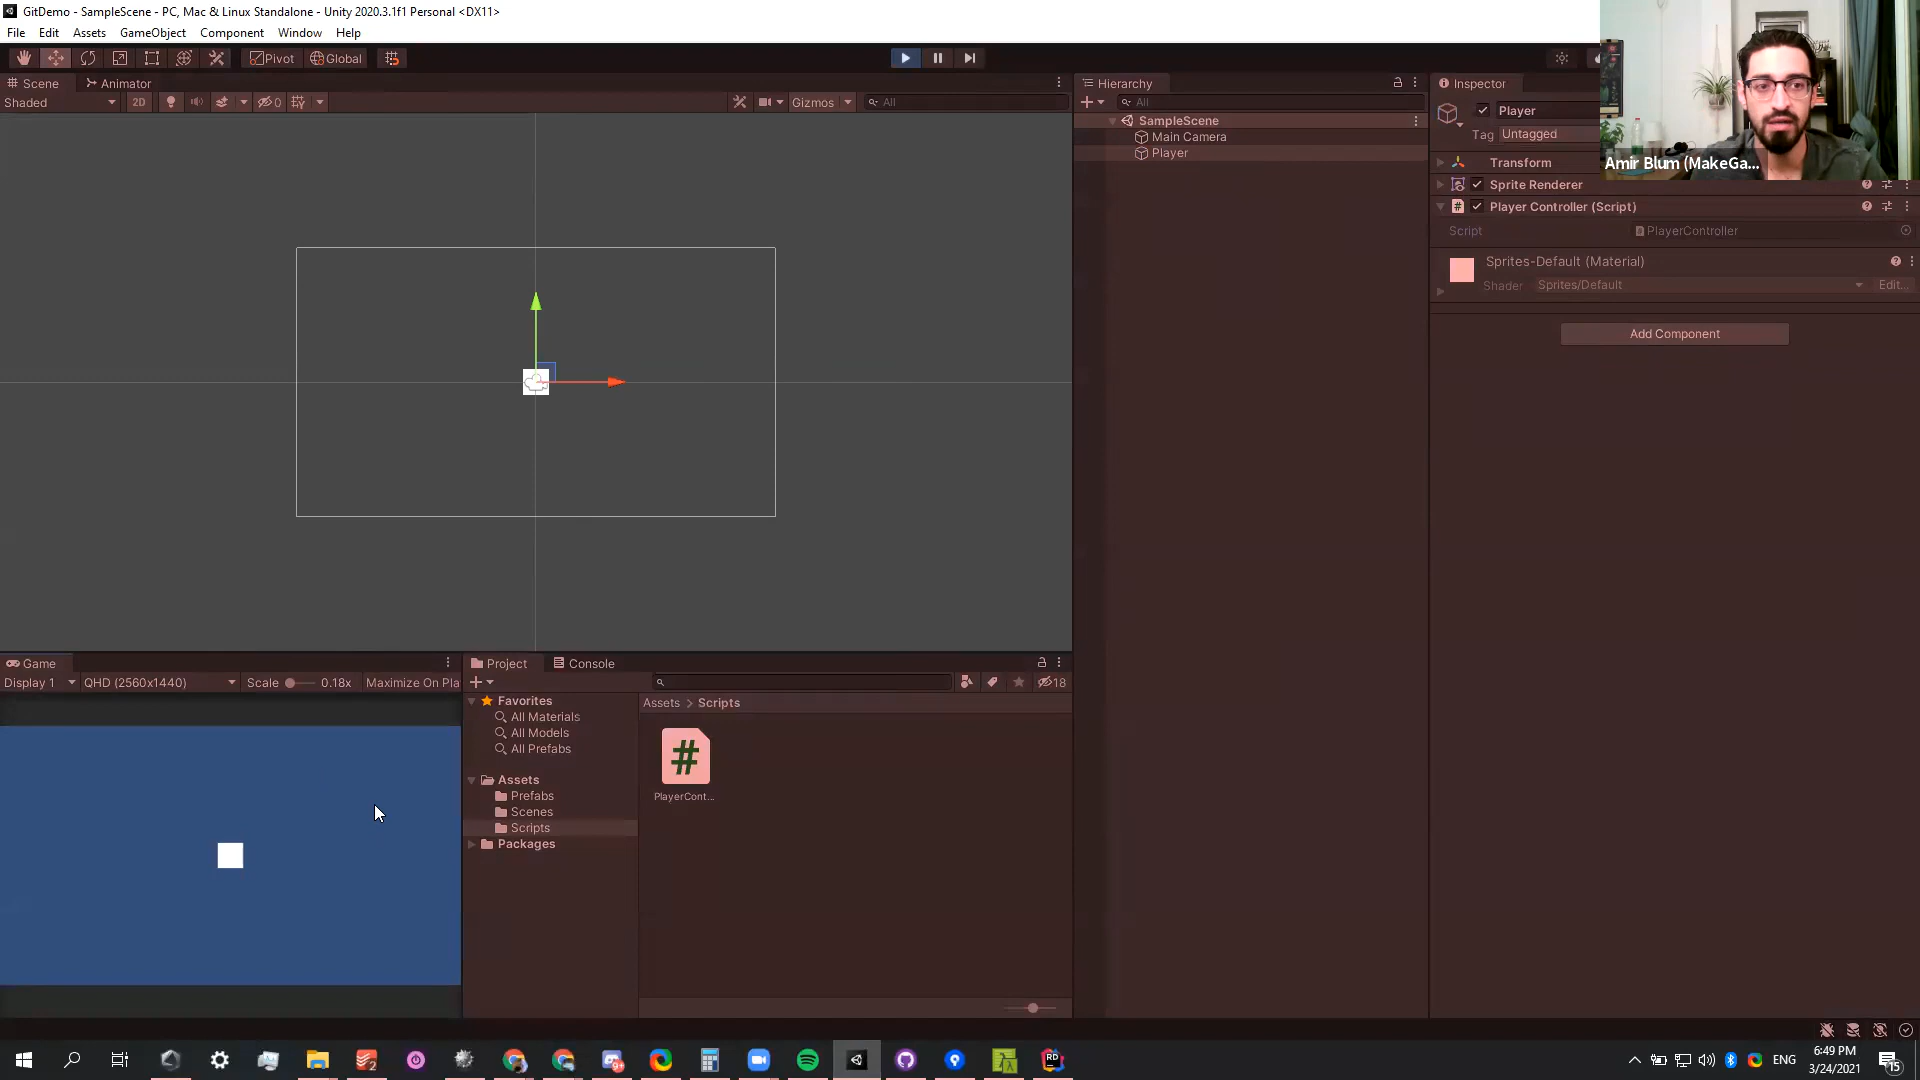 GitDemo - SampleScene - PC, Mac & Linux Standalone - Unity 2020.3.1f1 Personal <DX11>
File Edit Assets GameObject Component Window Help
Pivot Global
Scene Animator
Shaded 2D 0 Gizmos All
Hierarchy
All
SampleScene
Main Camera
Player
Inspector
Player
Tag Untagged
Transform
Sprite Renderer
Player Controller (Script)
Script PlayerController
Sprites-Default (Material)
Shader Sprites/Default Edit...
Add Component
Amir Blum (MakeGa...
Game
Display 1 QHD (2560x1440) Scale 0.18x Maximize On Pla
Project Console
18
Favorites
All Materials
All Models
All Prefabs
Assets
Prefabs
Scenes
Scripts
Packages
Assets > Scripts
#
PlayerCont...
ENG
6:49 PM
3/24/2021
15